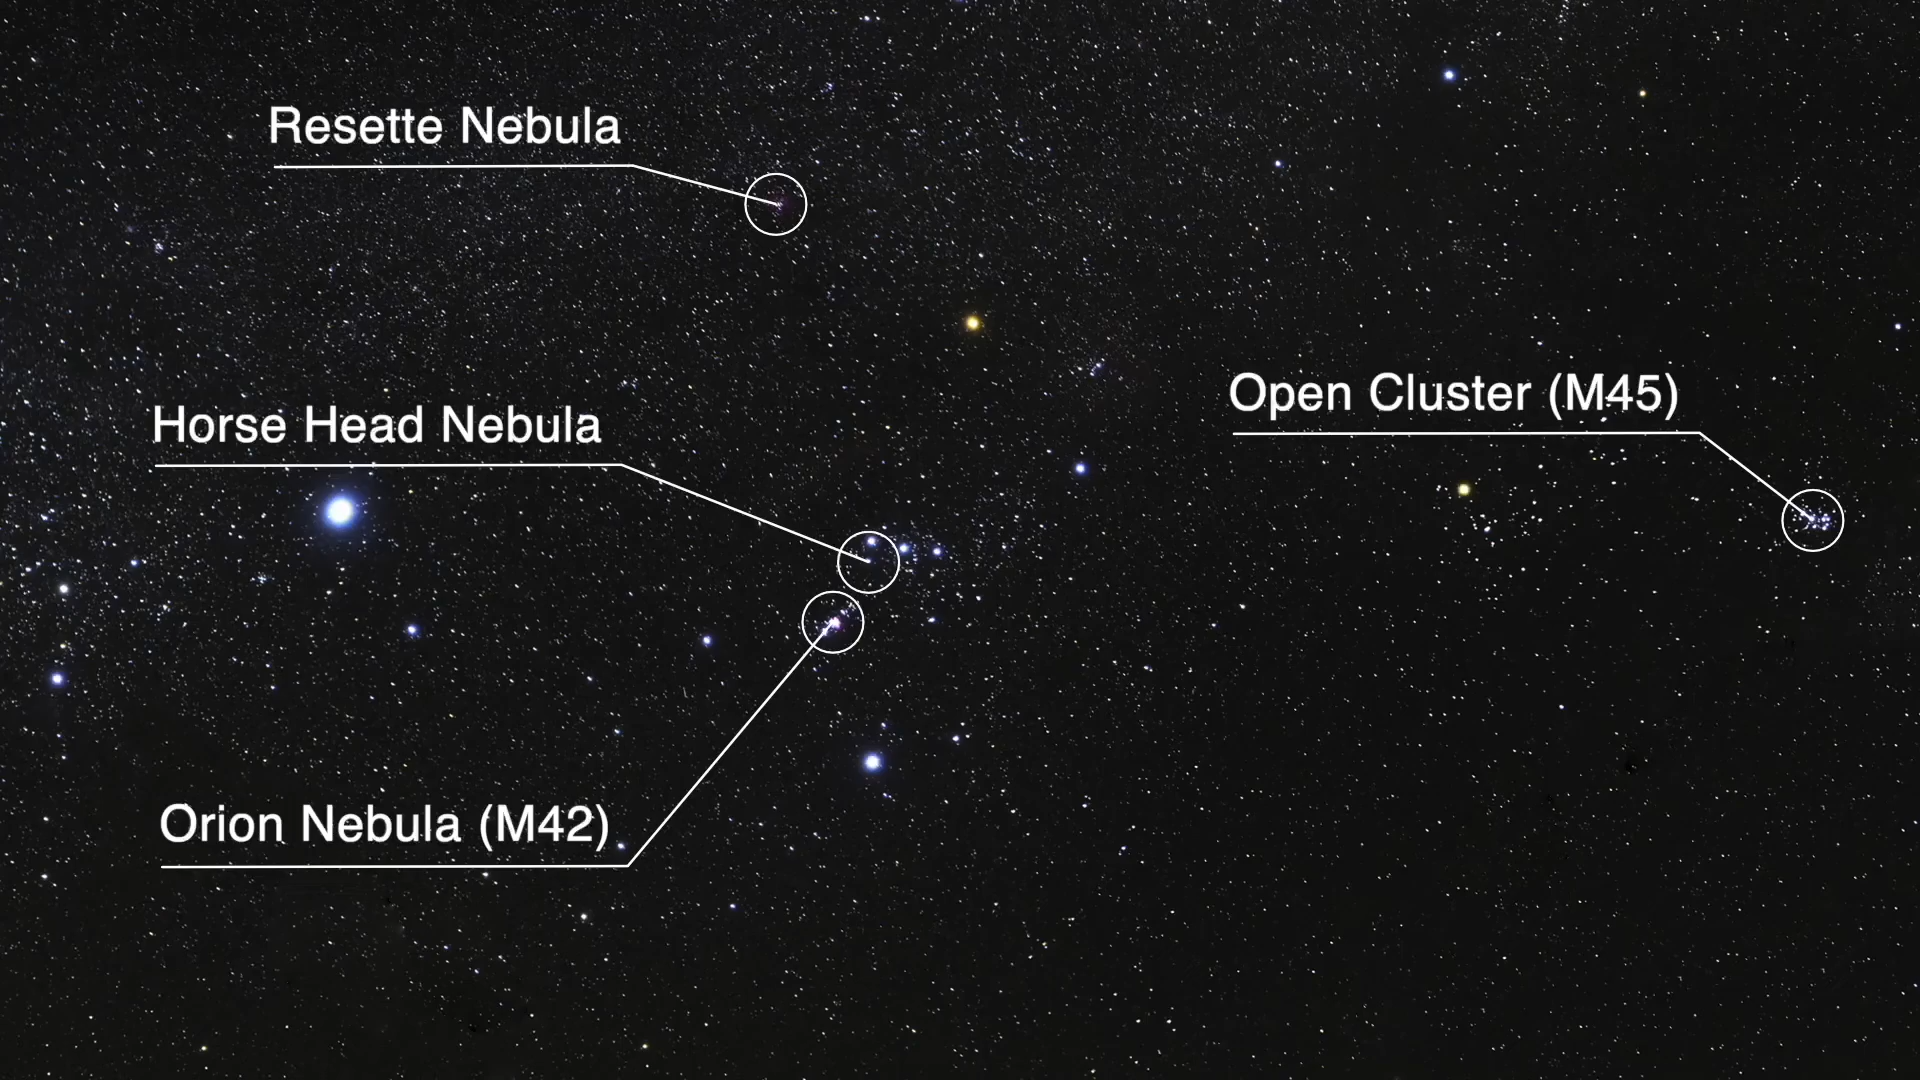 Resette Nebula
Horse Head Nebula
Open Cluster (M45)
Orion Nebula (M42)